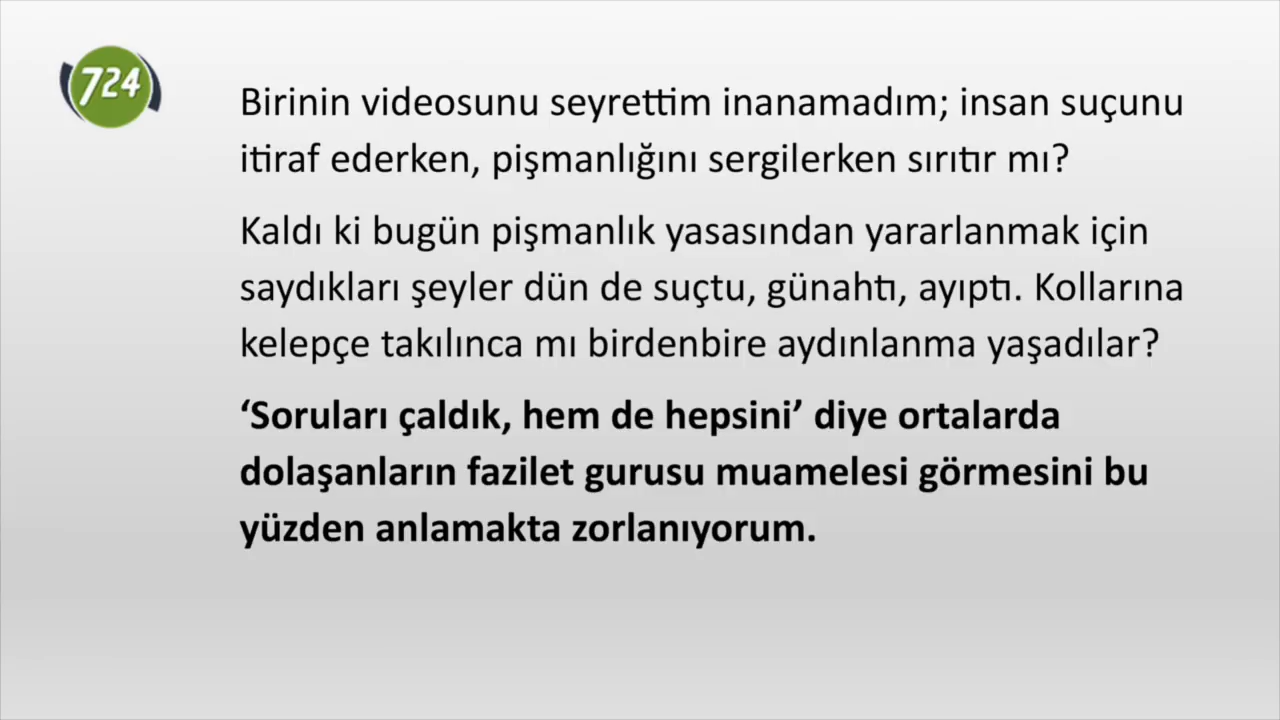 724
Birinin videosunu seyrettim inanamadım; insan suçunu
itiraf ederken, pişmanlığını sergilerken sırıtır mı?
Kaldı ki bugün pişmanlık yasasından yararlanmak için
saydıkları şeyler dün de suçtu, günahtı, ayıptı. Kollarına
kelepçe takılınca mı birdenbire aydınlanma yaşadılar?
‘Soruları çaldık, hem de hepsini’ diye ortalarda
dolaşanların fazilet gurusu muamelesi görmesini bu
yüzden anlamakta zorlanıyorum.